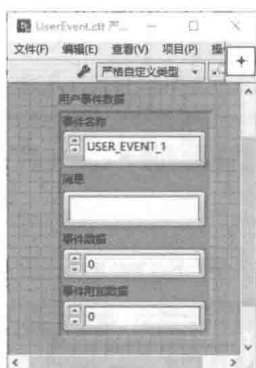 UserEvent.ctl 严...
文件(F) 编辑(E) 查看(V) 项目(P) 操
严格自定义类型
用户事件数据
事件名称
USER_EVENT_1
消息
事件数据
0
事件附加数据
0